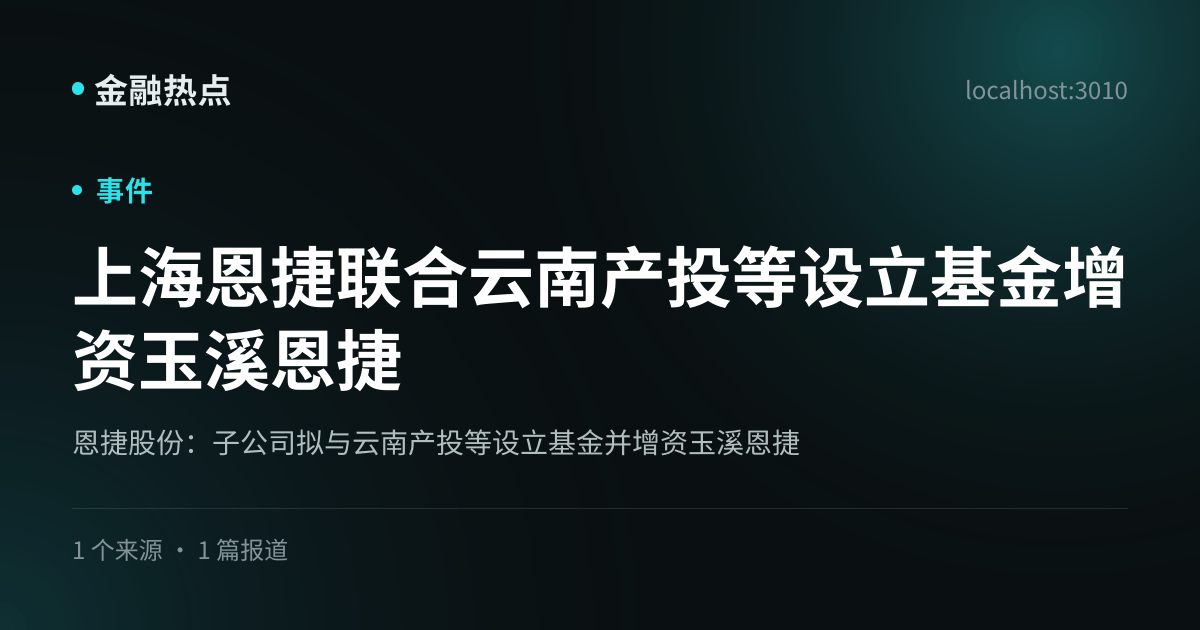 金融热点
localhost:3010
事件
上海恩捷联合云南产投等设立基金增
资玉溪恩捷
恩捷股份：子公司拟与云南产投等设立基金并增资玉溪恩捷
1 个来源 · 1 篇报道